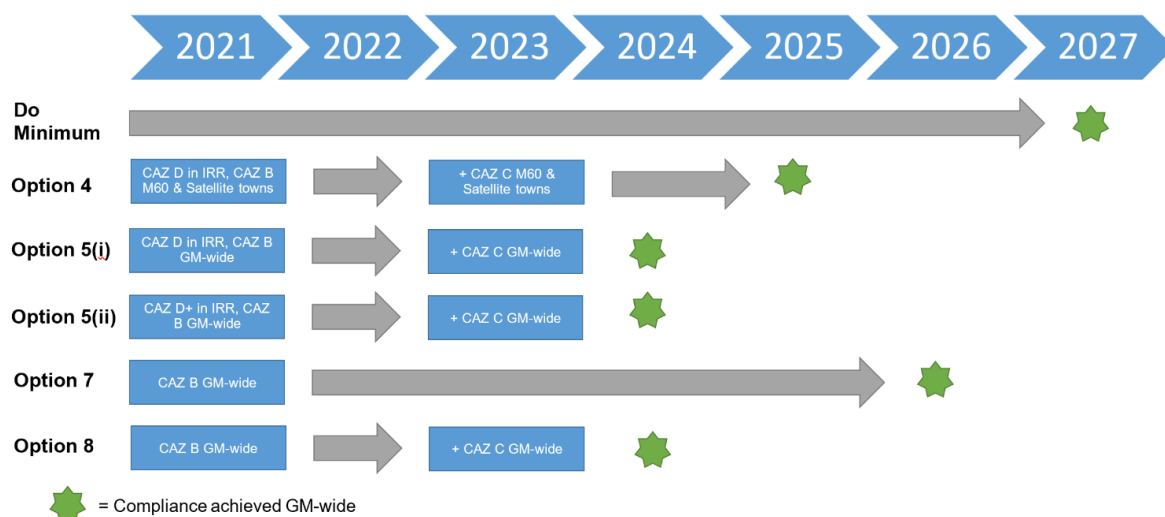 2021 2022 2023 2024 2025 2026 2027
Do
Minimum
Option 4
CAZ D in IRR, CAZ B
M60 & Satellite towns
+ CAZ C M60 &
Satellite towns
Option 5(i)
CAZ D in IRR, CAZ B
GM-wide
+ CAZ C GM-wide
Option 5(ii)
CAZ D+ in IRR, CAZ
B GM-wide
+ CAZ C GM-wide
Option 7
CAZ B GM-wide
Option 8
CAZ B GM-wide
+ CAZ C GM-wide
= Compliance achieved GM-wide